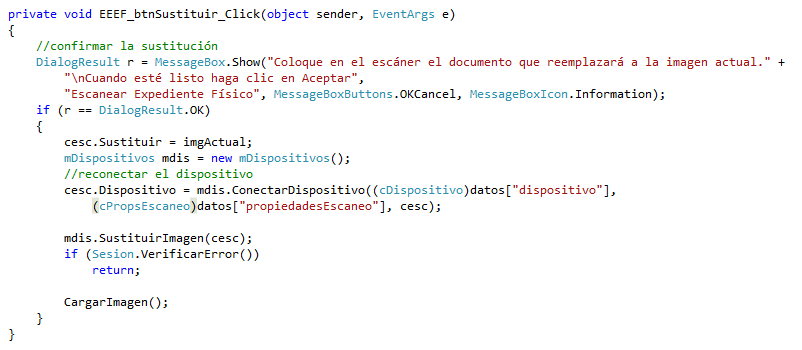 private void EEEF_btnSustituir_Click(object sender, EventArgs e)
{
    //confirmar la sustitución
    DialogResult r = MessageBox.Show("Coloque en el escáner el documento que reemplazará a la imagen actual." +
        "\nCuando esté listo haga clic en Aceptar",
        "Escanear Expediente Físico", MessageBoxButtons.OKCancel, MessageBoxIcon.Information);
    if (r == DialogResult.OK)
    {
        cesc.Sustituir = imgActual;
        mDispositivos mdis = new mDispositivos();
        //reconectar el dispositivo
        cesc.Dispositivo = mdis.ConectarDispositivo((cDispositivo)datos["dispositivo"],
            (cPropsEscaneo)datos["propiedadesEscaneo"], cesc);

        mdis.SustituirImagen(cesc);
        if (Sesion.VerificarError())
            return;

        CargarImagen();
    }
}